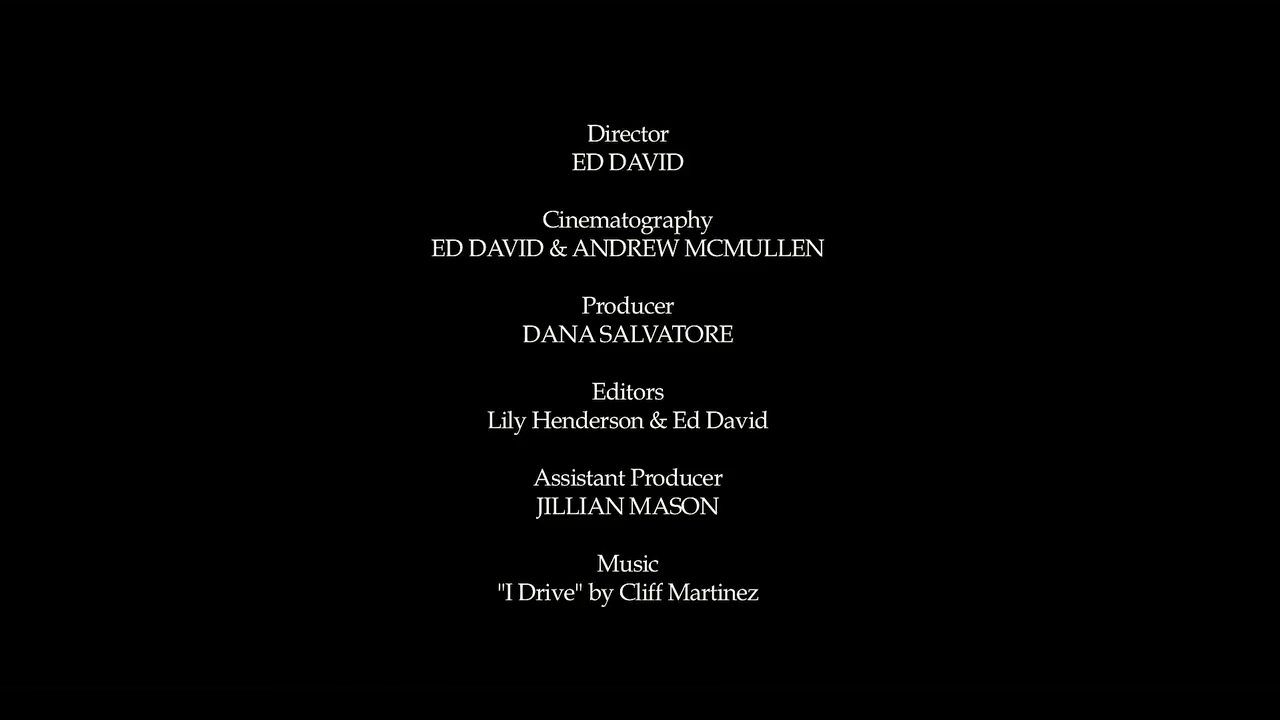 Director
ED DAVID
Cinematography
ED DAVID & ANDREW MCMULLEN
Producer
DANA SALVATORE
Editors
Lily Henderson & Ed David
Assistant Producer
JILLIAN MASON
Music
"I Drive" by Cliff Martinez